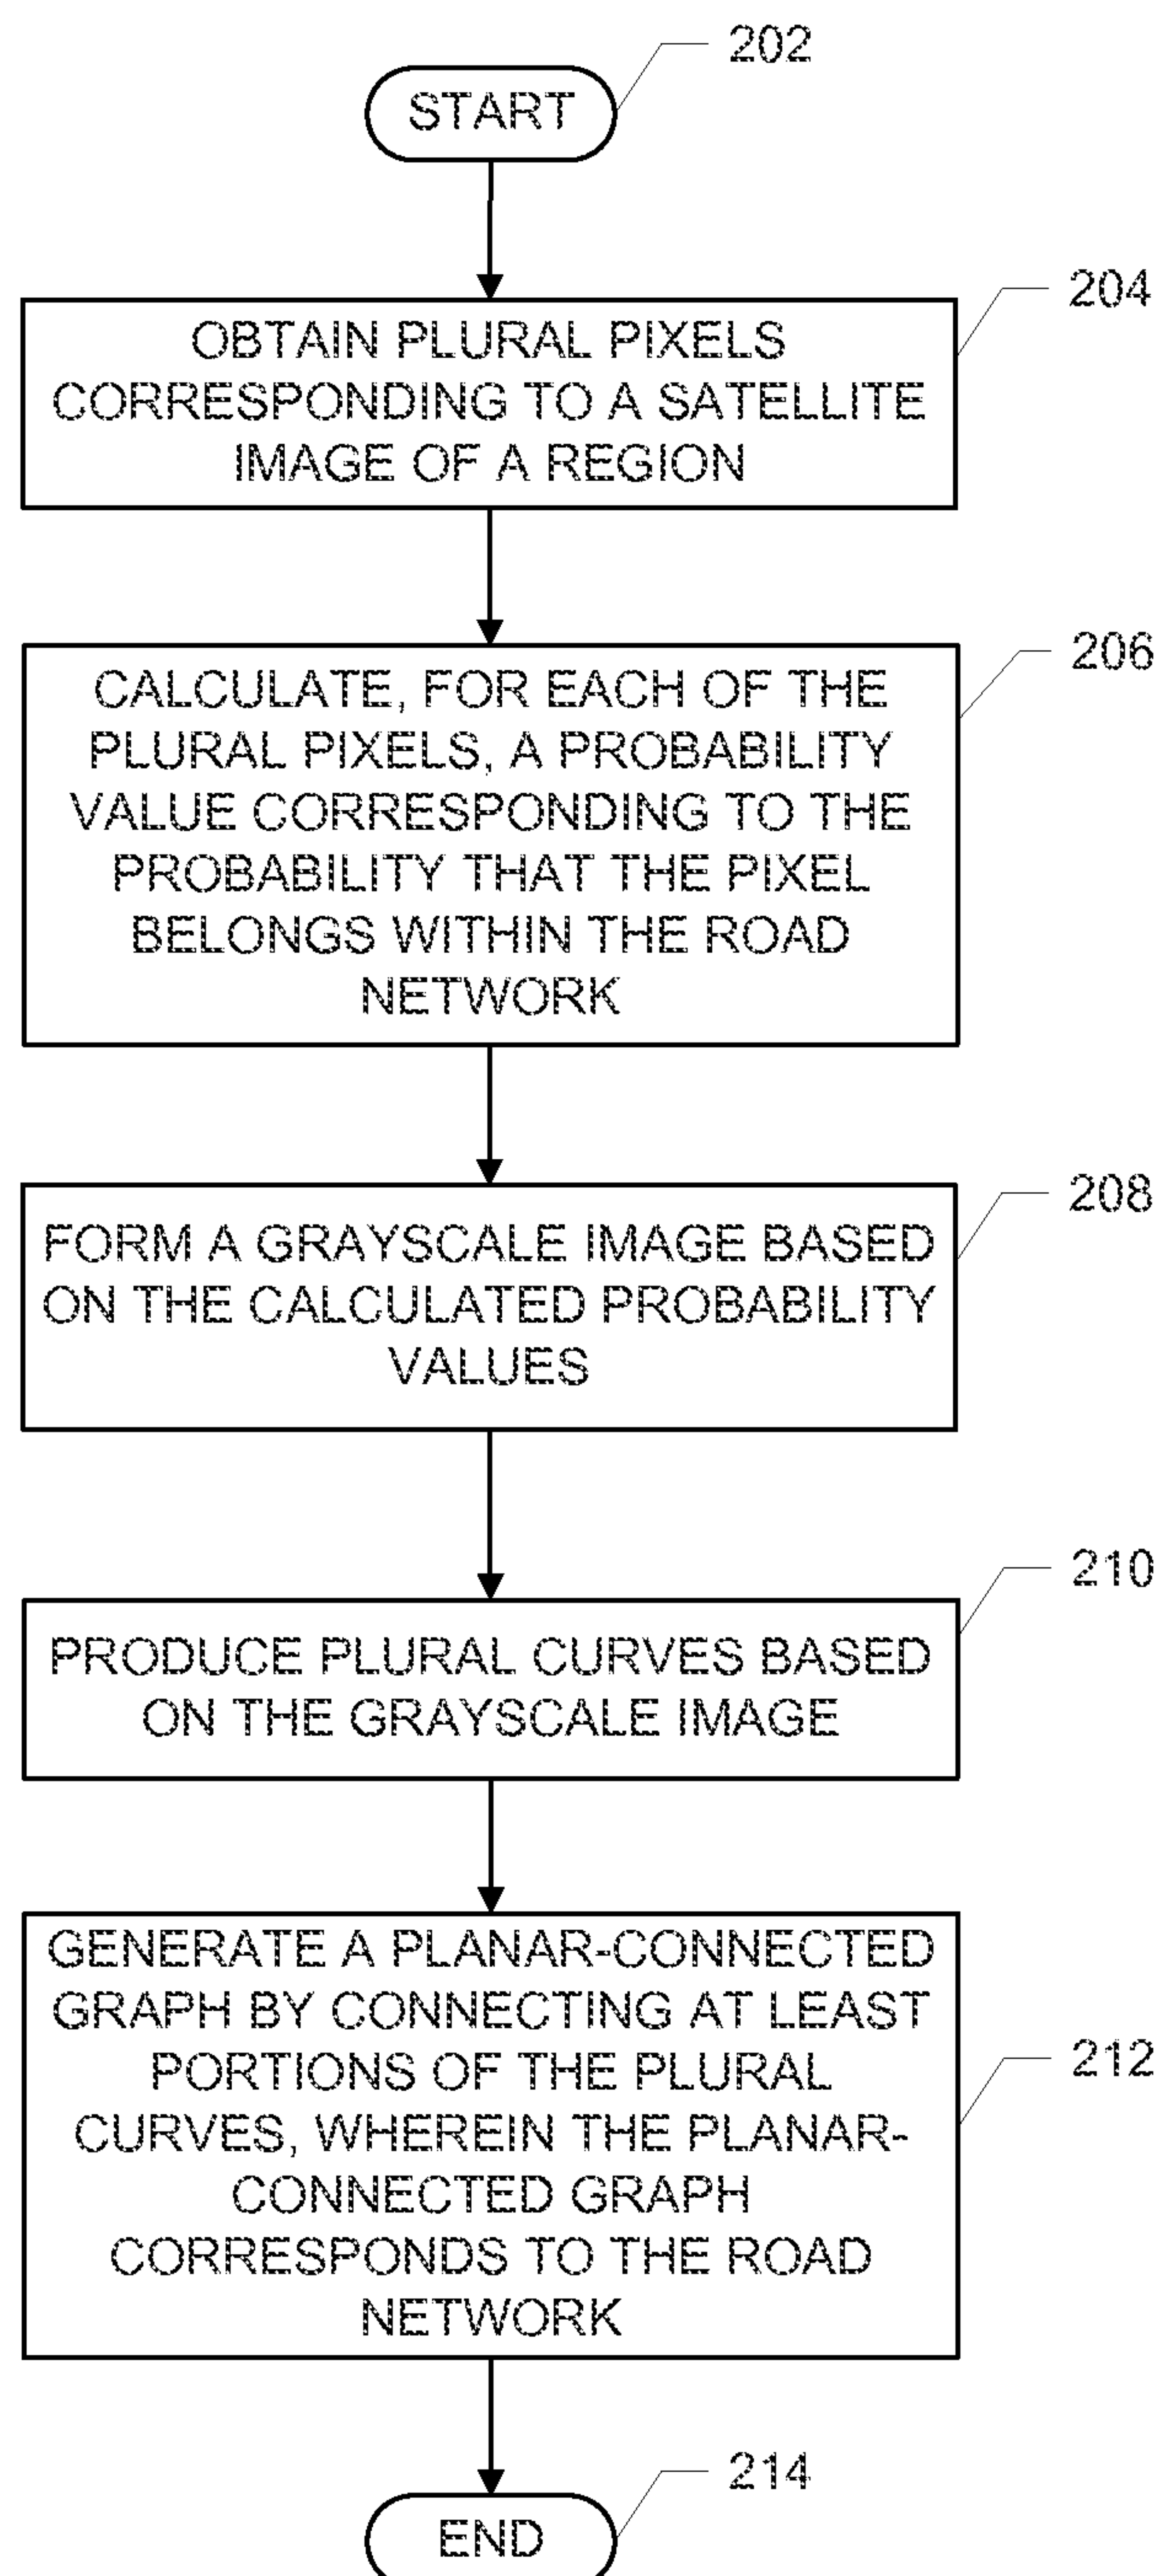 202
START
204
OBTAIN PLURAL PIXELS
CORRESPONDING TO A SATELLITE
IMAGE OF A REGION
206
CALCULATE, FOR EACH OF THE
PLURAL PIXELS, A PROBABILITY
VALUE CORRESPONDING TO THE
PROBABILITY THAT THE PIXEL
BELONGS WITHIN THE ROAD
NETWORK
208
FORM A GRAYSCALE IMAGE BASED
ON THE CALCULATED PROBABILITY
VALUES
210
PRODUCE PLURAL CURVES BASED
ON THE GRAYSCALE IMAGE
212
GENERATE A PLANAR-CONNECTED
GRAPH BY CONNECTING AT LEAST
PORTIONS OF THE PLURAL
CURVES, WHEREIN THE PLANAR-
CONNECTED GRAPH
CORRESPONDS TO THE ROAD
NETWORK
214
END